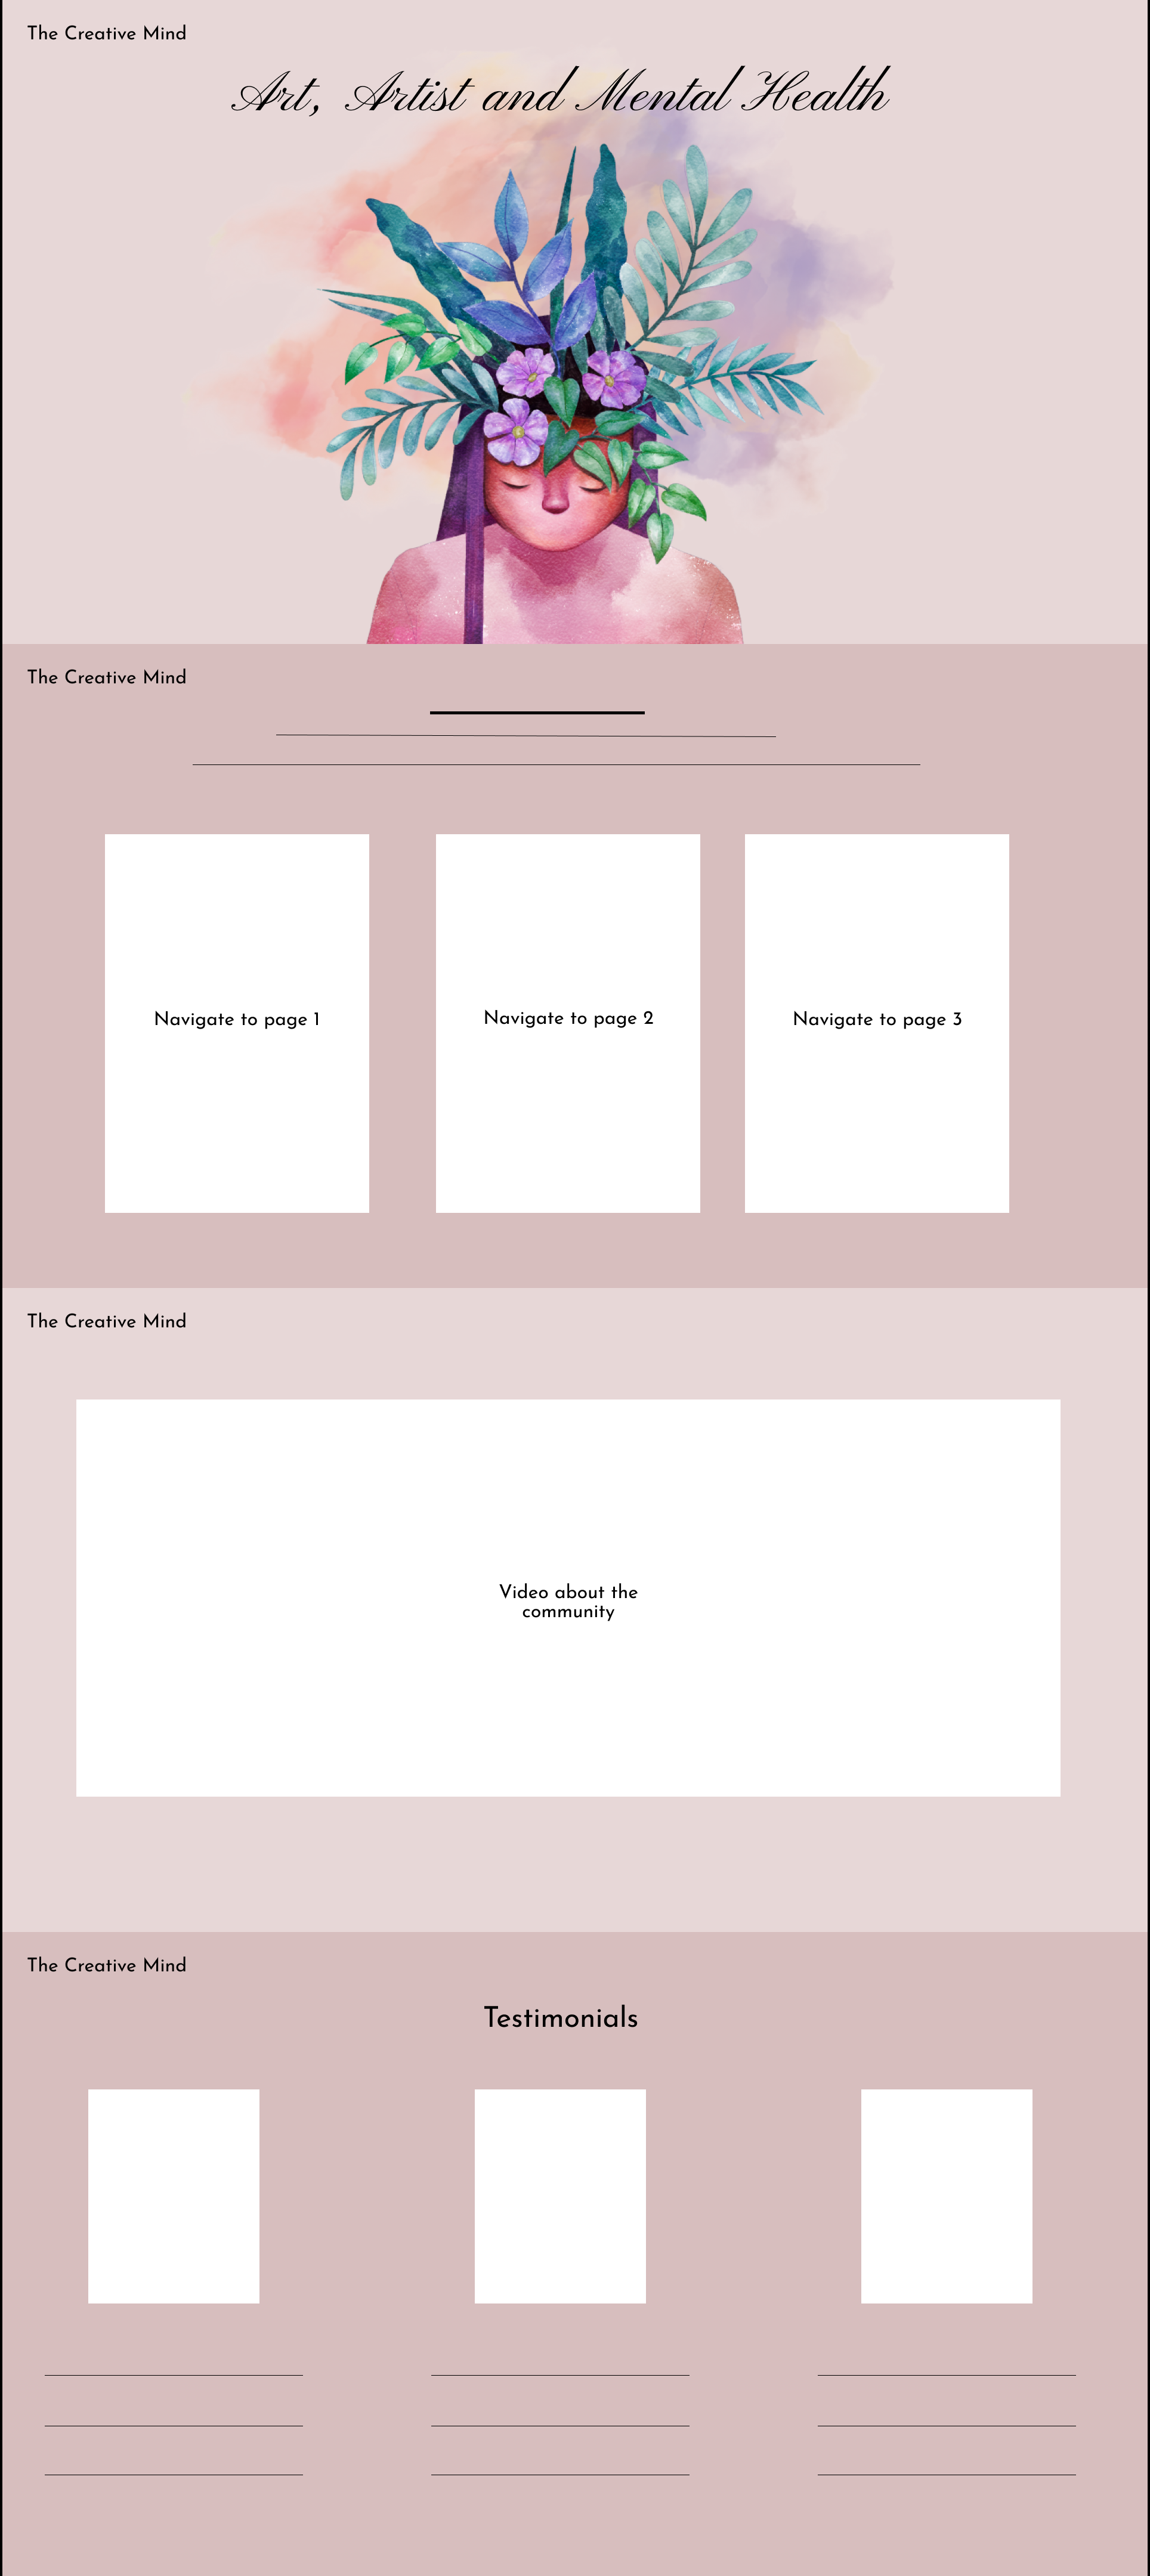 The Creative Mind
Art, Artist and Mental Health
The Creative Mind
Navigate to page 1
Navigate to page 2
Navigate to page 3
The Creative Mind
Video about the
community
The Creative Mind
Testimonials